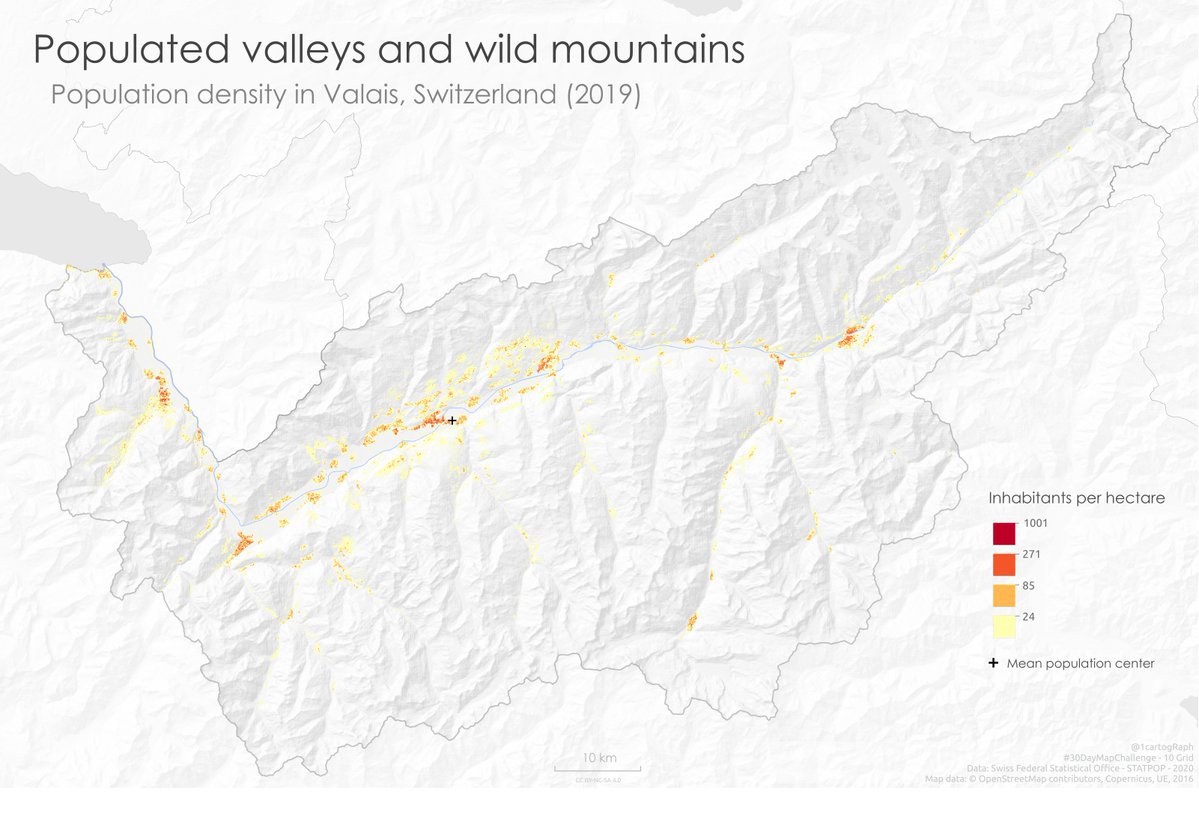 Populated valleys and wild mountains
Population density in Valais, Switzerland (2019)
Inhabitants per hectare
1001
271
85
24
Mean population center
10 km
CC BY-NC-SA 4.0
@1cartogRaph
#30DayMapChallenge - 10 Grid
Data: Swiss Federal Statistical Office - STATPOP - 2020
Map data: © OpenStreetMap contributors, Copernicus, UE, 2016